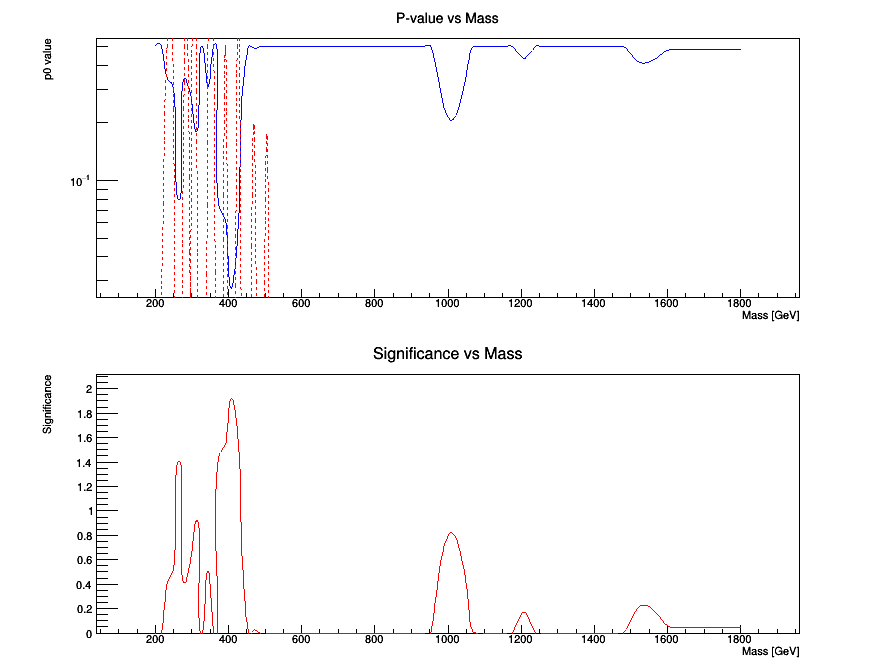 P-value vs Mass
p0 value
10⁻¹
200 400 600 800 1000 1200 1400 1600 1800
Mass [GeV]
Significance vs Mass
Significance
2
1.8
1.6
1.4
1.2
1
0.8
0.6
0.4
0.2
0
200 400 600 800 1000 1200 1400 1600 1800
Mass [GeV]